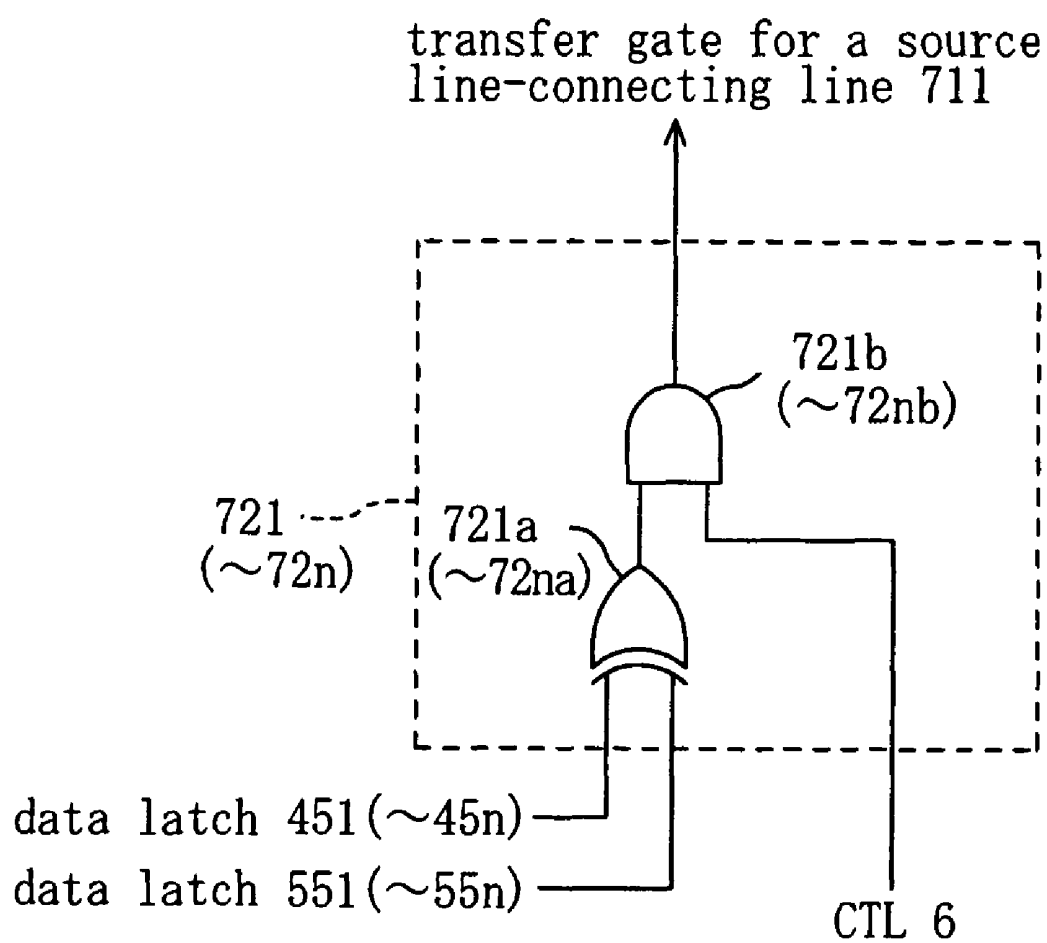 transfer gate for a source
line-connecting line 711
721b
(～72nb)
721
(～72n)
721a
(～72na)
data latch 451(～45n)
data latch 551(～55n)
CTL 6